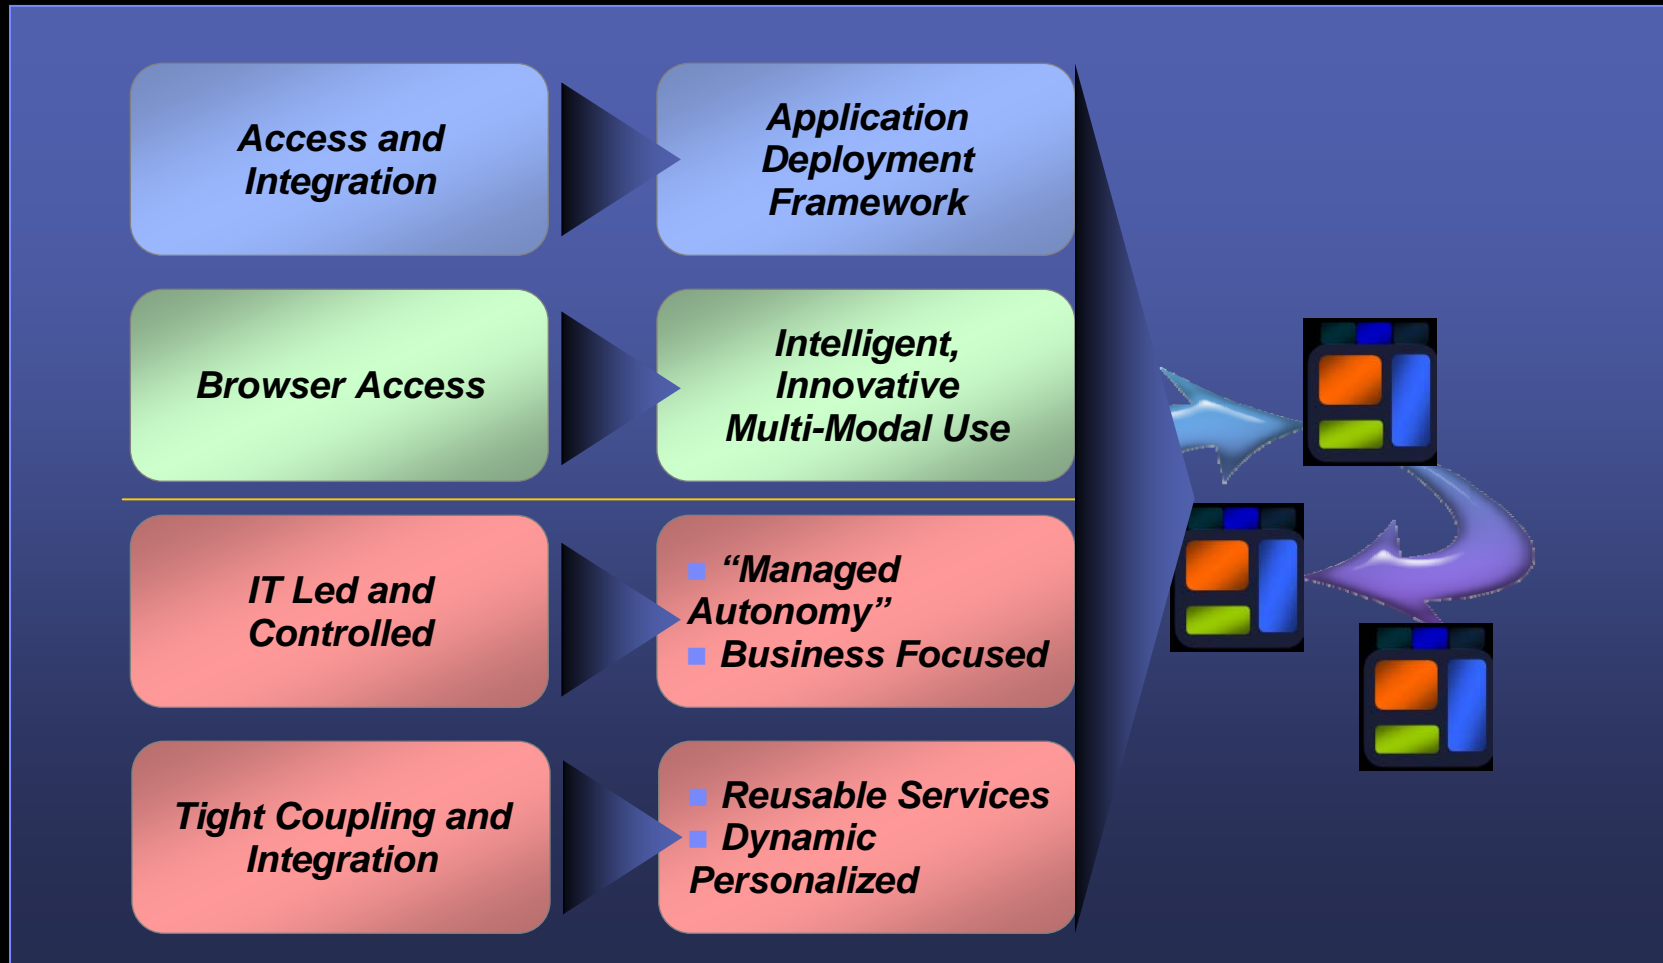 Access and
Integration
Application
Deployment
Framework
Browser Access
Intelligent,
Innovative
Multi-Modal Use
IT Led and
Controlled
“Managed
Autonomy”
Business Focused
Tight Coupling and
Integration
Reusable Services
Dynamic
Personalized